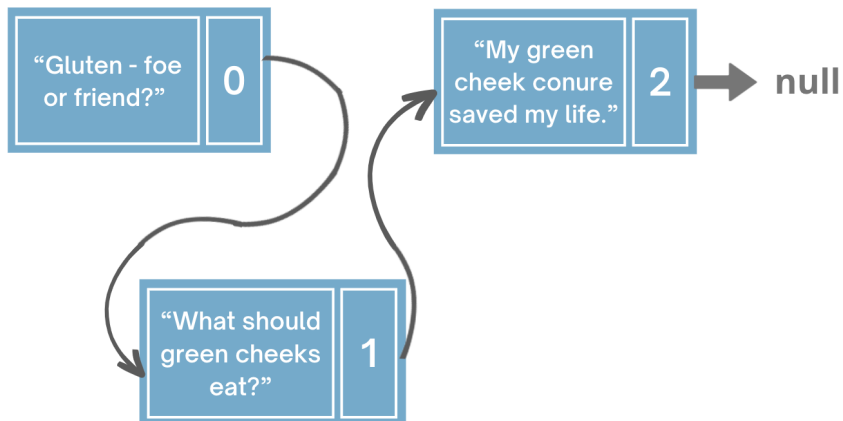 “Gluten - foe
or friend?”
0
“What should
green cheeks
eat?”
1
“My green
cheek conure
saved my life.”
2
null